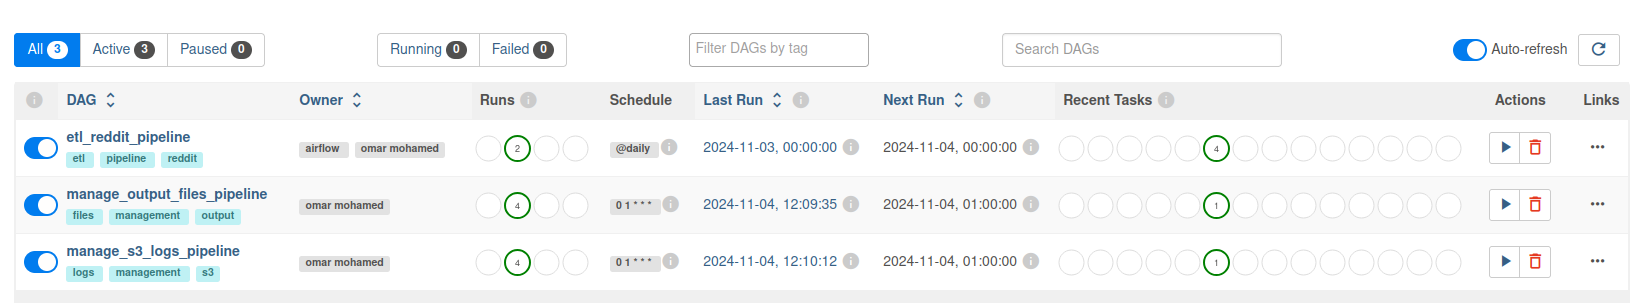 All 3 Active 3 Paused 0 Running 0 Failed 0 Filter DAGs by tag Search DAGs Auto-refresh
DAG Owner Runs Schedule Last Run Next Run Recent Tasks Actions Links
etl_reddit_pipeline
etl pipeline reddit
airflow omar mohamed 2 @daily 2024-11-03, 00:00:00 2024-11-04, 00:00:00 4
manage_output_files_pipeline
files management output
omar mohamed 4 0 1 * * * 2024-11-04, 12:09:35 2024-11-04, 01:00:00 1
manage_s3_logs_pipeline
logs management s3
omar mohamed 4 0 1 * * * 2024-11-04, 12:10:12 2024-11-04, 01:00:00 1